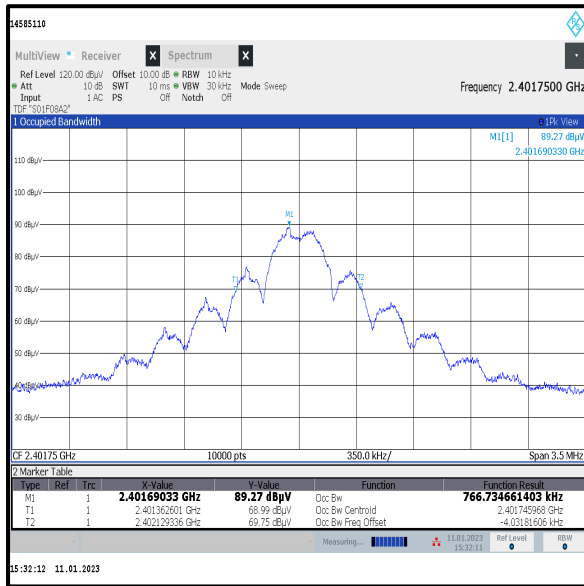 14585110
MultiView Receiver X Spectrum X
Ref Level 120.00 dBµV Offset 10.00 dB RBW 10 kHz
Att 10 dB SWT 10 ms VBW 30 kHz Mode Sweep Frequency 2.4017500 GHz
Input 1 AC PS Off Notch Off
TDF "S01F08A2"
1 Occupied Bandwidth 1Pk View
M1[1] 89.27 dBµV
2.401690330 GHz
110 dBµV
100 dBµV
M1
90 dBµV
80 dBµV
T1 T2
70 dBµV
60 dBµV
50 dBµV
40 dBµV
30 dBµV
CF 2.40175 GHz 10000 pts 350.0 kHz/ Span 3.5 MHz
2 Marker Table
Type Ref Trc X-Value Y-Value Function Function Result
M1 1 2.40169033 GHz 89.27 dBµV Occ Bw 766.734661403 kHz
T1 1 2.401362601 GHz 68.99 dBµV Occ Bw Centroid 2.401745968 GHz
T2 1 2.402129336 GHz 69.75 dBµV Occ Bw Freq Offset -4.03181606 kHz
Measuring... 11.01.2023 Ref Level RBW
15:32:11
15:32:12 11.01.2023